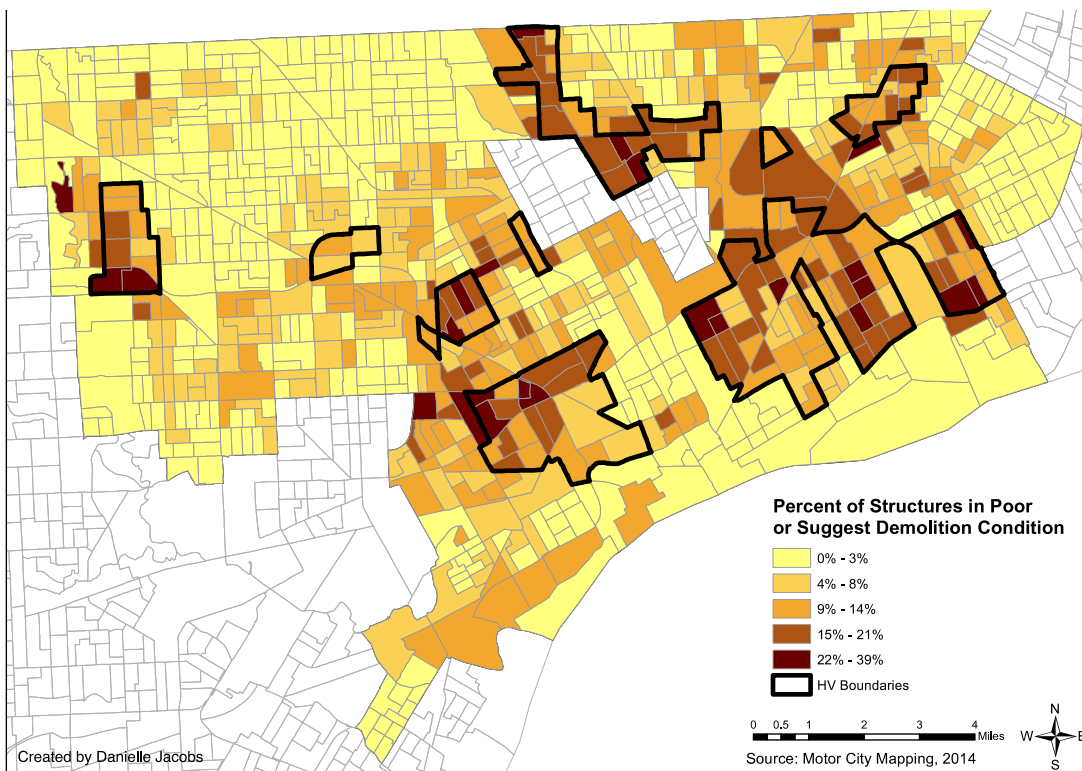 Percent of Structures in Poor
or Suggest Demolition Condition
0% - 3%
4% - 8%
9% - 14%
15% - 21%
22% - 39%
HV Boundaries
0 0.5 1 2 3 4
Miles
N
W E
S
Source: Motor City Mapping, 2014
Created by Danielle Jacobs